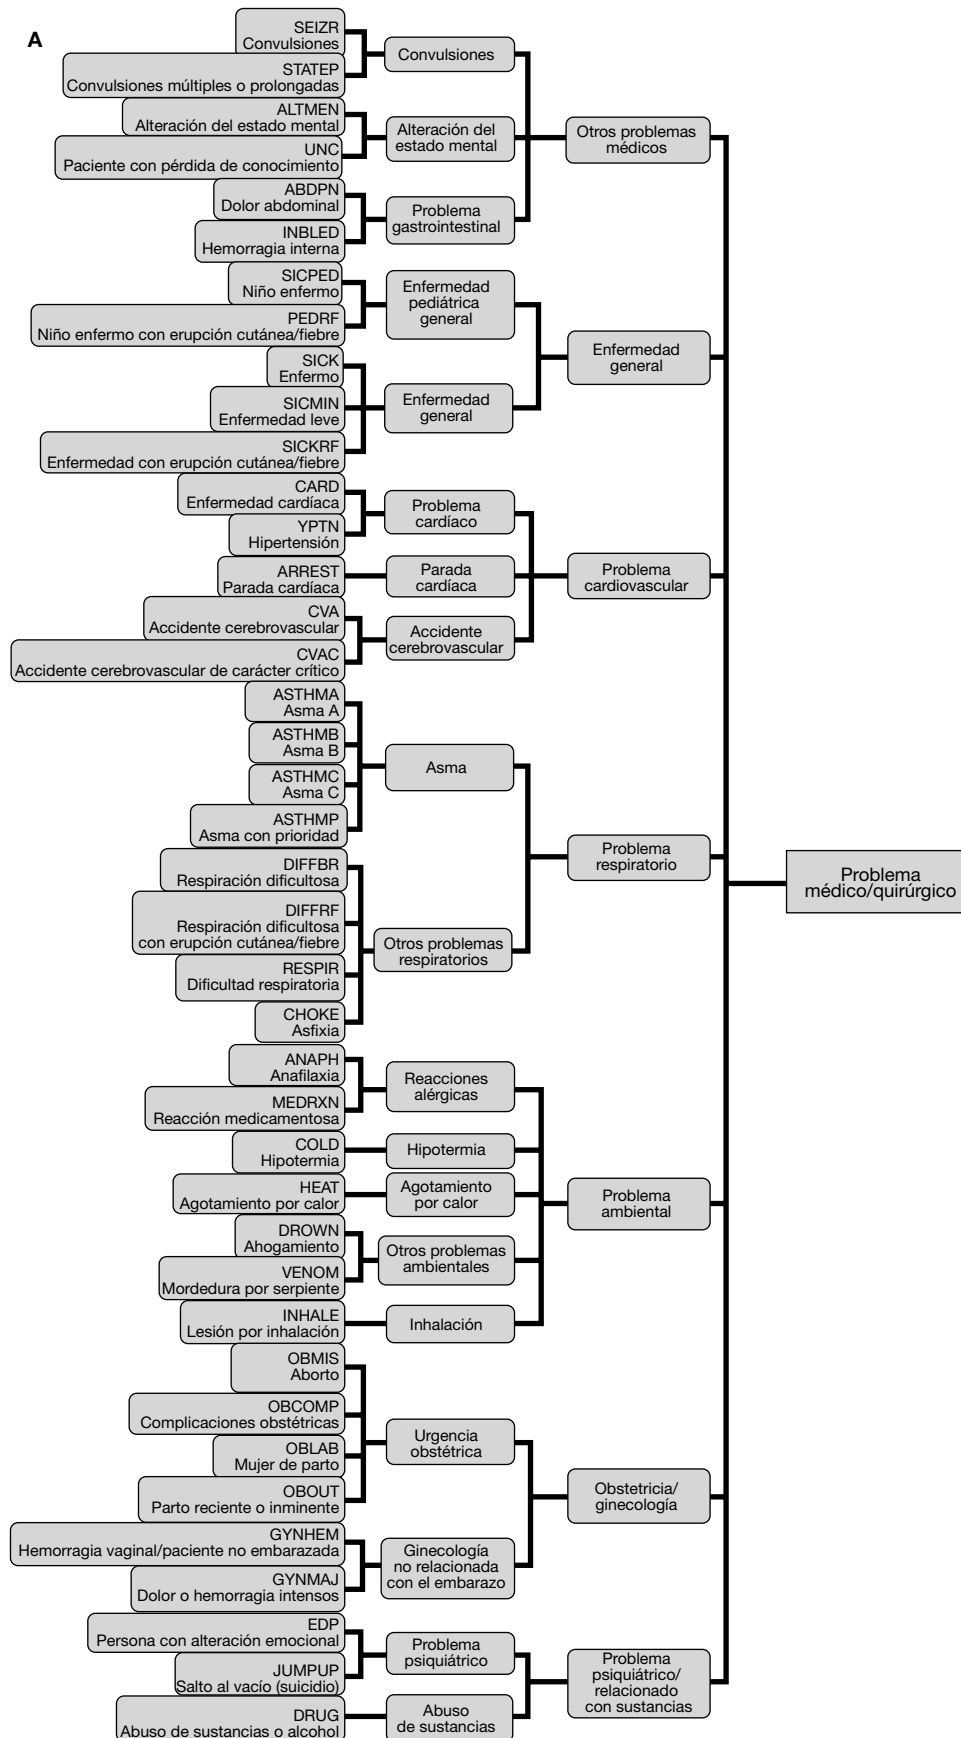 A
SEIZR
Convulsiones
STATEP
Convulsiones múltiples o prolongadas
Convulsiones
ALTMEN
Alteración del estado mental
UNC
Paciente con pérdida de conocimiento
Alteración del
estado mental
ABDPN
Dolor abdominal
INBLED
Hemorragia interna
Problema
gastrointestinal
Otros problemas
médicos
SICPED
Niño enfermo
PEDRF
Niño enfermo con erupción cutánea/fiebre
Enfermedad
pediátrica
general
SICK
Enfermo
SICMIN
Enfermedad leve
SICKRF
Enfermedad con erupción cutánea/fiebre
Enfermedad
general
Enfermedad
general
CARD
Enfermedad cardíaca
YPTN
Hipertensión
Problema
cardíaco
ARREST
Parada cardíaca
Parada
cardíaca
CVA
Accidente cerebrovascular
CVAC
Accidente cerebrovascular de carácter crítico
Accidente
cerebrovascular
Problema
cardiovascular
ASTHMA
Asma A
ASTHMB
Asma B
ASTHMC
Asma C
ASTHMP
Asma con prioridad
Asma
DIFFBR
Respiración dificultosa
DIFFRF
Respiración dificultosa
con erupción cutánea/fiebre
RESPIR
Dificultad respiratoria
CHOKE
Asfixia
Otros problemas
respiratorios
Problema
respiratorio
Problema
médico/quirúrgico
ANAPH
Anafilaxia
MEDRXN
Reacción medicamentosa
Reacciones
alérgicas
COLD
Hipotermia
Hipotermia
HEAT
Agotamiento por calor
Agotamiento
por calor
DROWN
Ahogamiento
VENOM
Mordedura por serpiente
Otros problemas
ambientales
INHALE
Lesión por inhalación
Inhalación
Problema
ambiental
OBMIS
Aborto
OBCOMP
Complicaciones obstétricas
OBLAB
Mujer de parto
OBOUT
Parto reciente o inminente
Urgencia
obstétrica
GYNHEM
Hemorragia vaginal/paciente no embarazada
GYNMAJ
Dolor o hemorragia intensos
Ginecología
no relacionada
con el embarazo
Obstetricia/
ginecología
EDP
Persona con alteración emocional
JUMPUP
Salto al vacío (suicidio)
Problema
psiquiátrico
DRUG
Abuso de sustancias o alcohol
Abuso
de sustancias
Problema
psiquiátrico/
relacionado
con sustancias